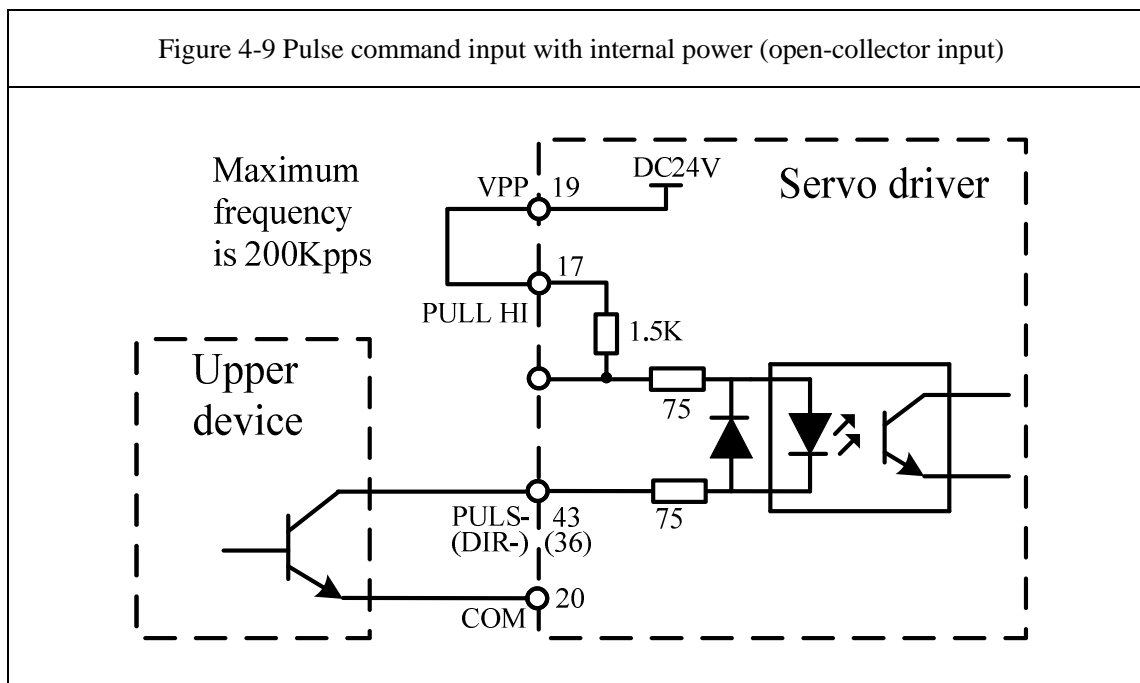 Figure 4-9 Pulse command input with internal power (open-collector input)
Maximum
frequency
is 200Kpps
VPP
19
DC24V
Servo driver
17
PULL HI
1.5K
Upper
device
75
75
PULS-
43
(DIR-)
(36)
COM
20